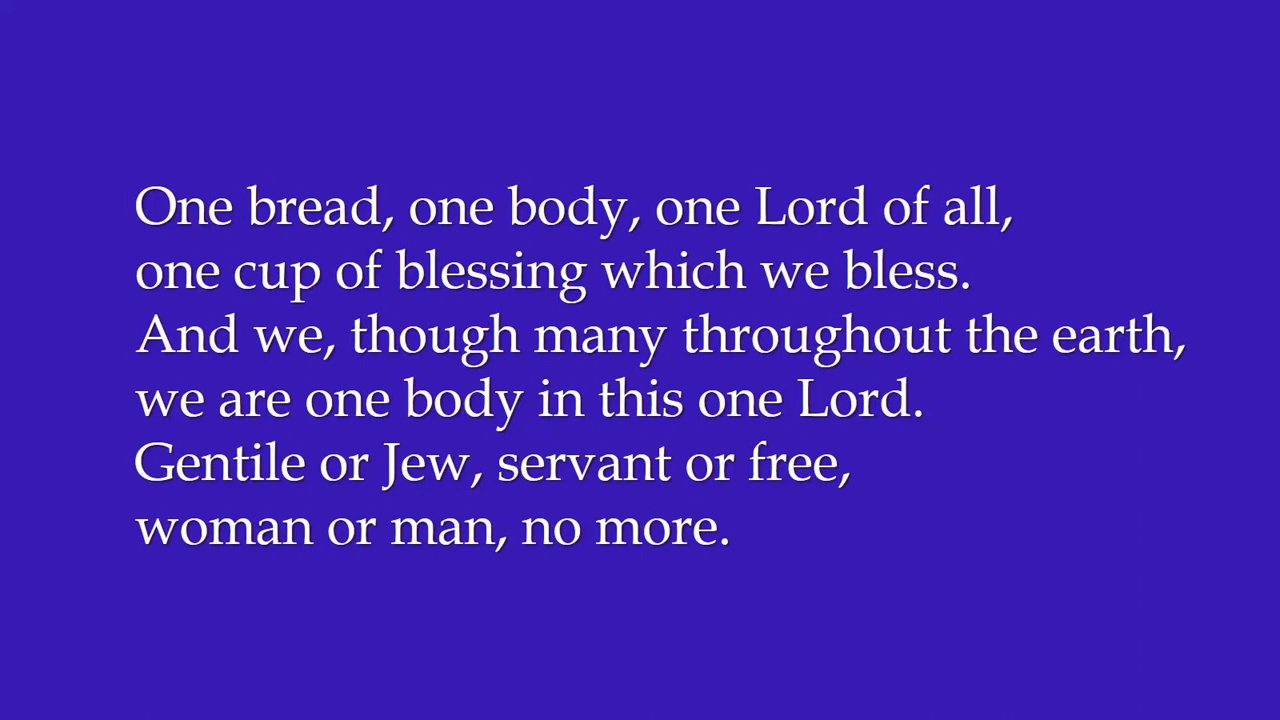 One bread, one body, one Lord of all,
one cup of blessing which we bless.
And we, though many throughout the earth,
we are one body in this one Lord.
Gentile or Jew, servant or free,
woman or man, no more.